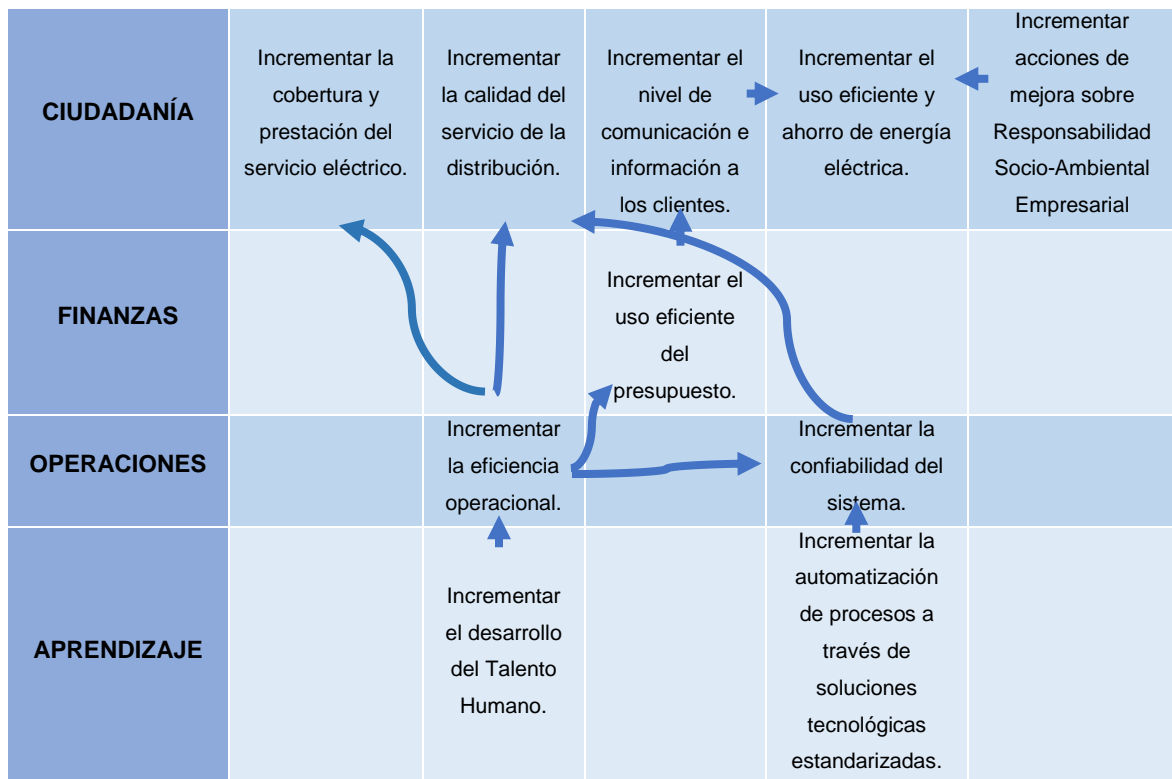 CIUDADANÍA
Incrementar la
cobertura y
prestación del
servicio eléctrico.
Incrementar
la calidad del
servicio de la
distribución.
Incrementar el
nivel de
comunicación e
información a
los clientes.
Incrementar el
uso eficiente y
ahorro de energía
eléctrica.
Incrementar
acciones de
mejora sobre
Responsabilidad
Socio-Ambiental
Empresarial
FINANZAS
Incrementar el
uso eficiente
del
presupuesto.
OPERACIONES
Incrementar
la eficiencia
operacional.
Incrementar la
confiabilidad del
sistema.
APRENDIZAJE
Incrementar
el desarrollo
del Talento
Humano.
Incrementar la
automatización
de procesos a
través de
soluciones
tecnológicas
estandarizadas.